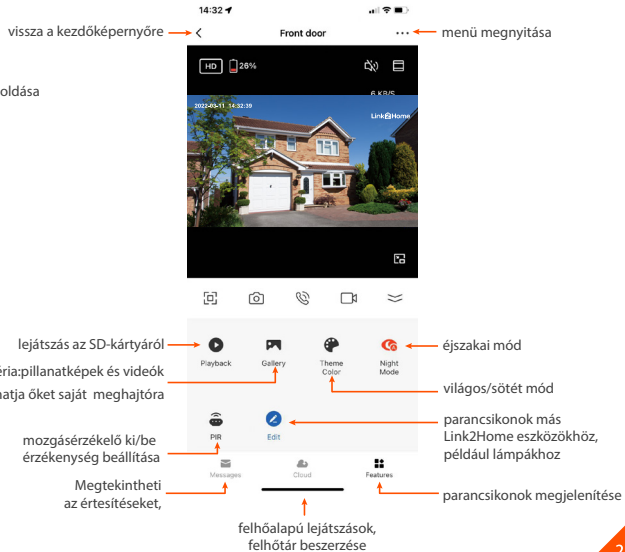 14:32
vissza a kezdőképernyőre
Front door
menü megnyitása
HD 26%
oldása
6 KB/S
2022-03-11 14:32:39
Link2Home
lejátszás az SD-kártyáról
éjszakai mód
Playback
Gallery
Theme
Color
Night
Mode
ria:pillanatképek és videók
atja őket saját meghajtóra
világos/sötét mód
PIR
Edit
parancsikonok más
Link2Home eszközökhöz,
például lámpákhoz
mozgásérzékelő ki/be
érzékenység beállítása
Messages
Cloud
Features
Megtekintheti
az értesítéseket,
parancsikonok megjelenítése
felhőalapú lejátszások,
felhőtár beszerzése
2